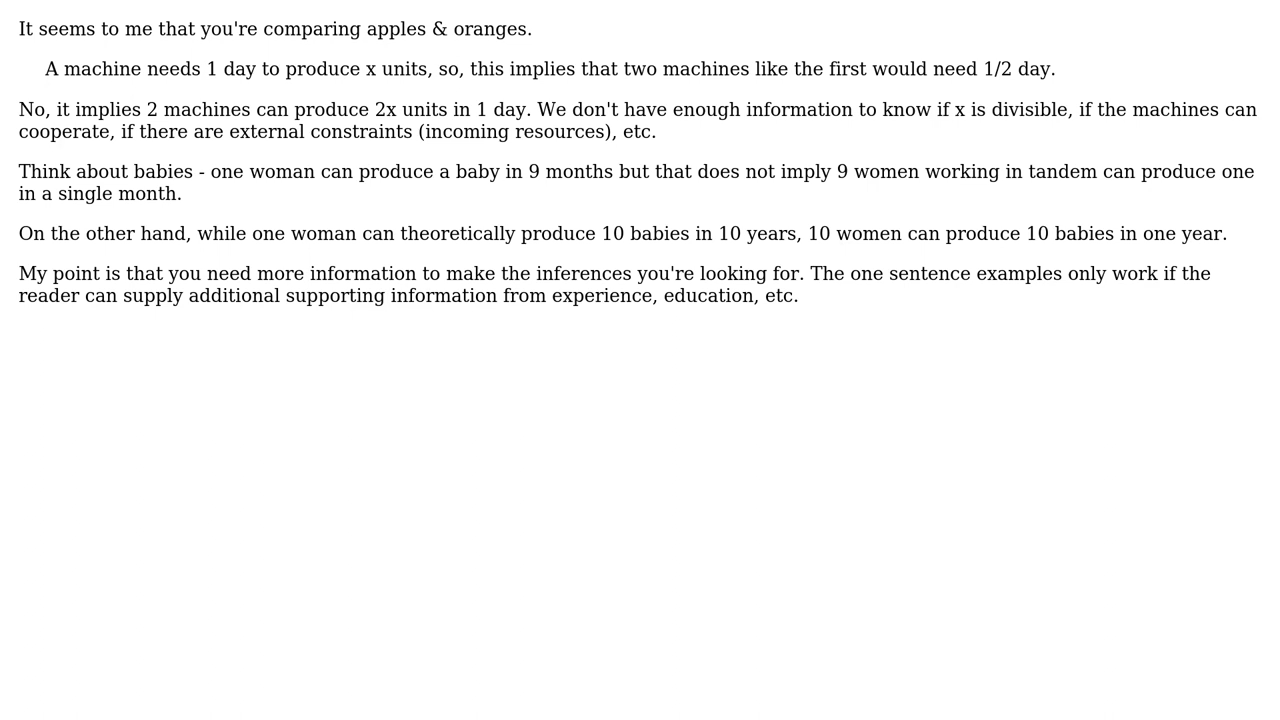 It seems to me that you're comparing apples & oranges.
A machine needs 1 day to produce x units, so, this implies that two machines like the first would need 1/2 day.
No, it implies 2 machines can produce 2x units in 1 day. We don't have enough information to know if x is divisible, if the machines can
cooperate, if there are external constraints (incoming resources), etc.
Think about babies - one woman can produce a baby in 9 months but that does not imply 9 women working in tandem can produce one
in a single month.
On the other hand, while one woman can theoretically produce 10 babies in 10 years, 10 women can produce 10 babies in one year.
My point is that you need more information to make the inferences you're looking for. The one sentence examples only work if the
reader can supply additional supporting information from experience, education, etc.